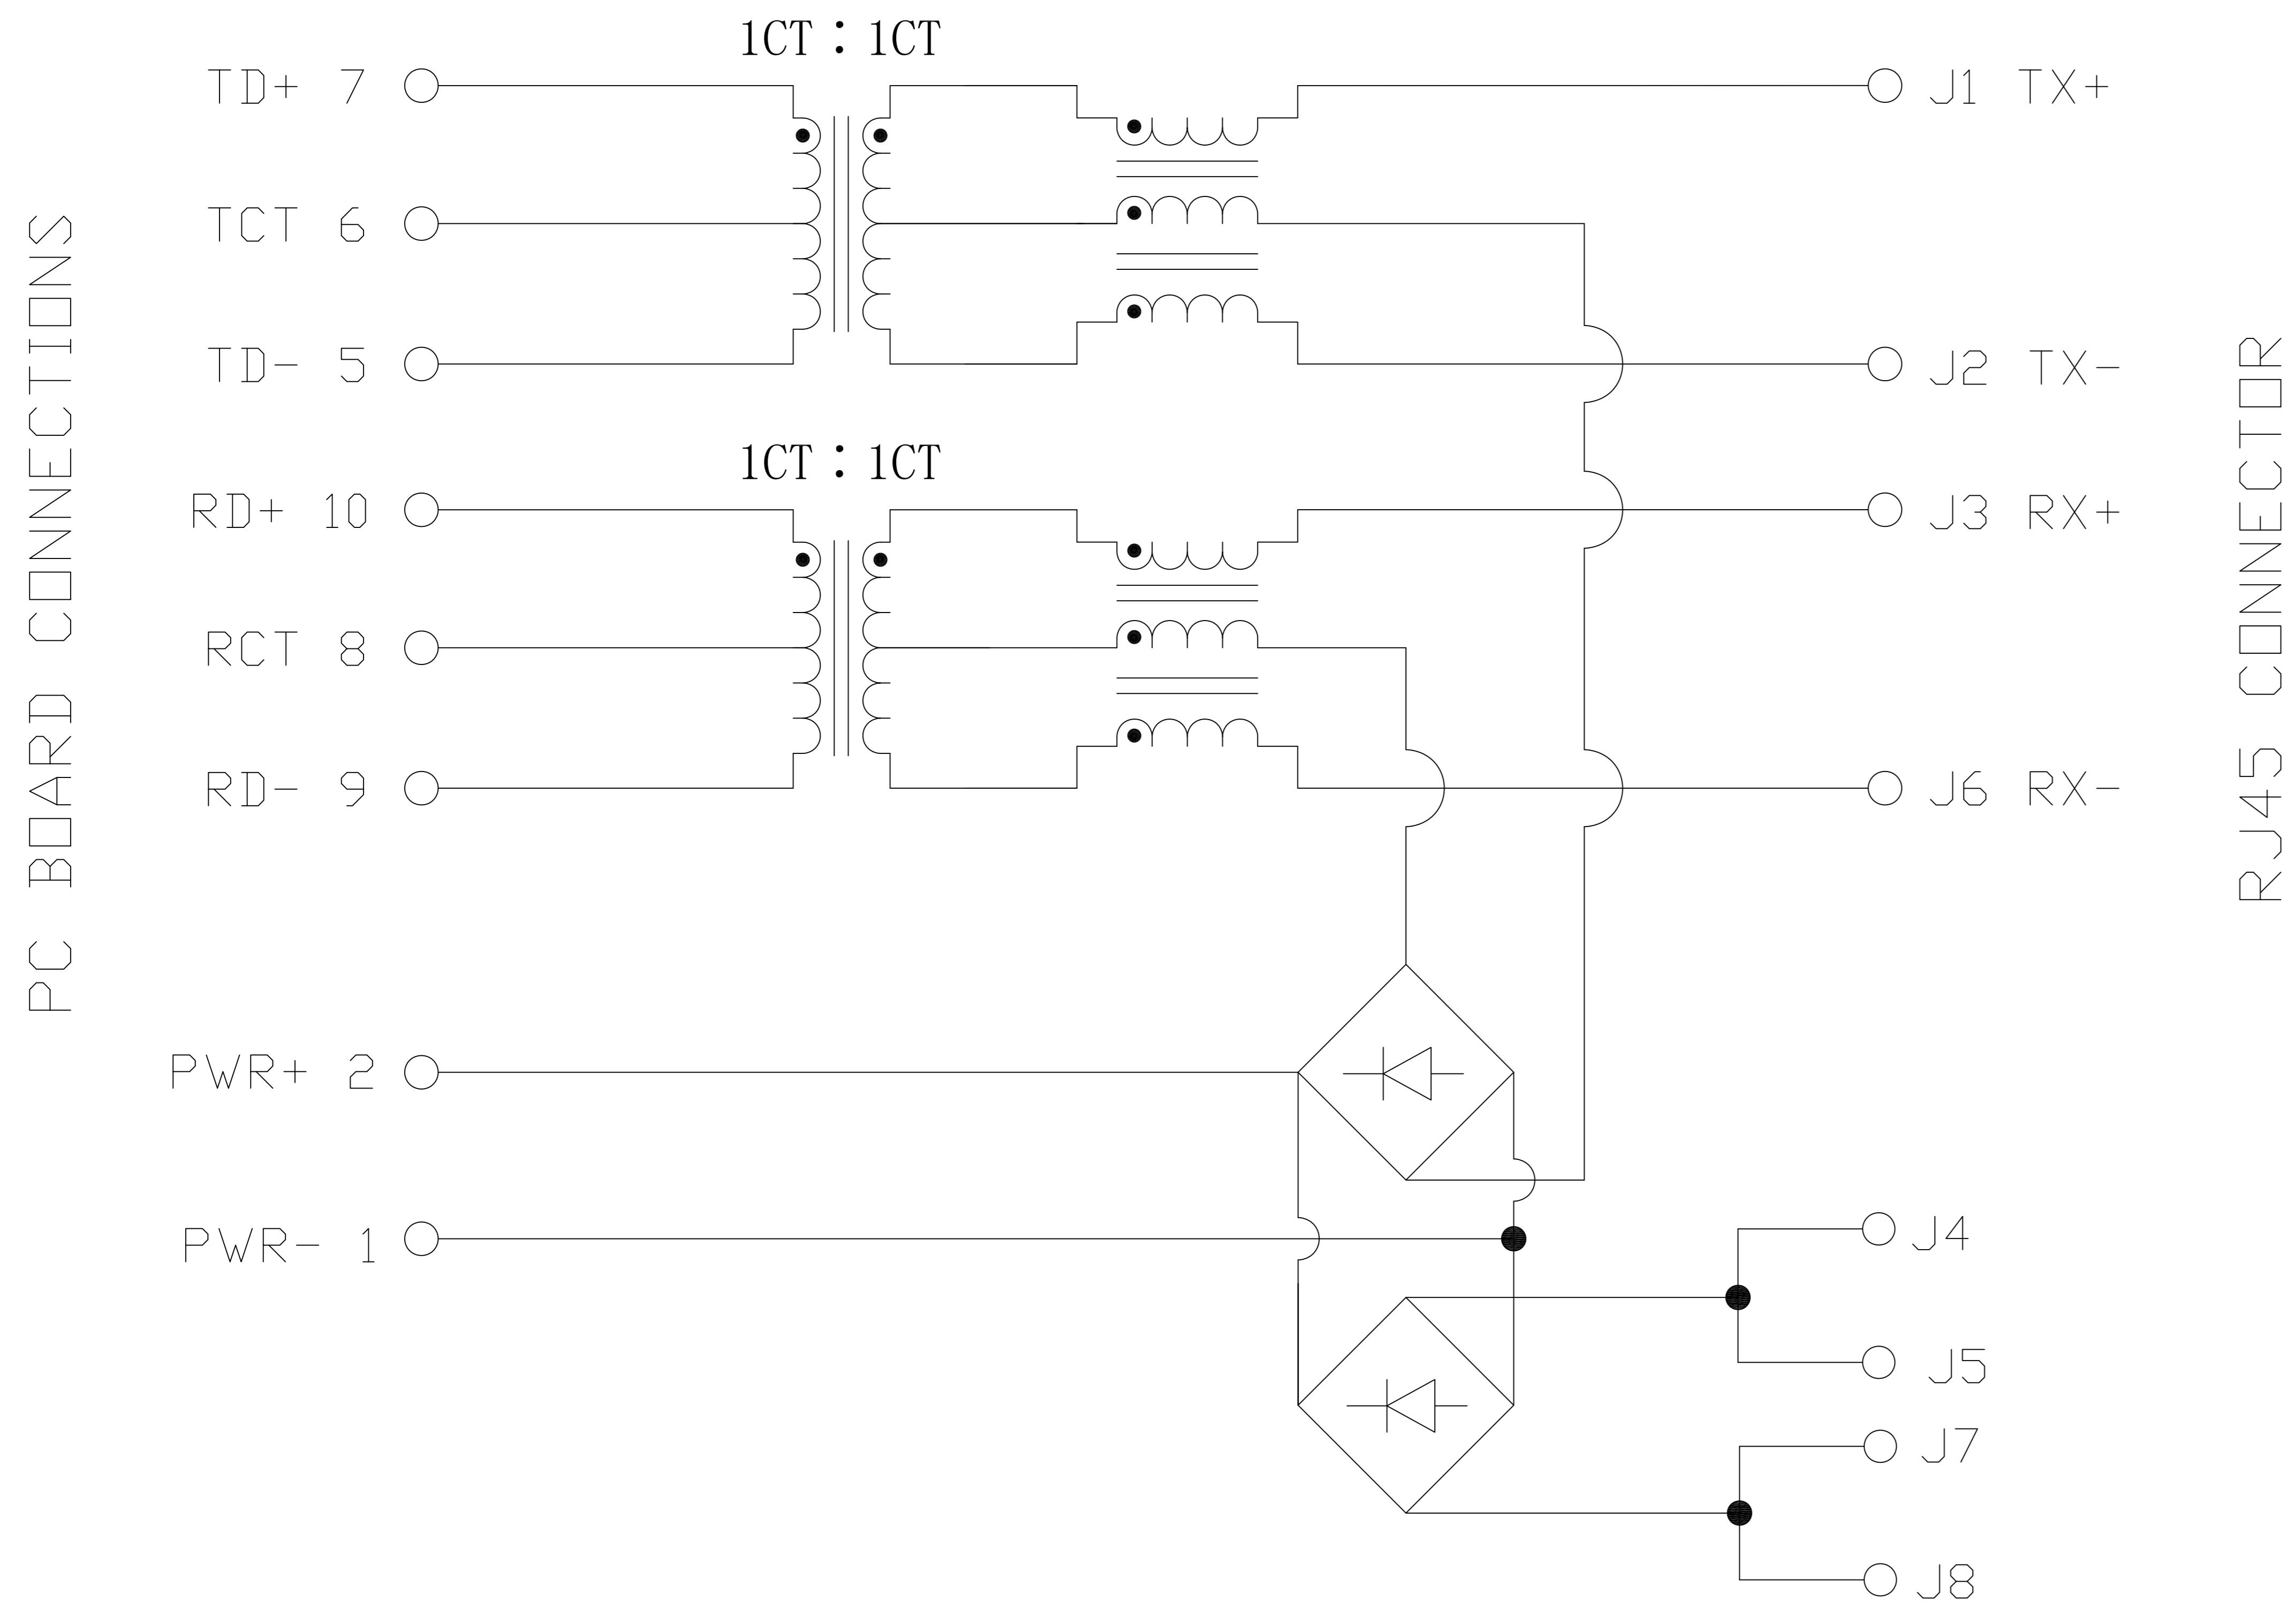 1CT : 1CT
TD+ 7
J1 TX+
TCT 6
TD- 5
J2 TX-
1CT : 1CT
RD+ 10
J3 RX+
RCT 8
RD- 9
J6 RX-
PC BOARD CONNECTIONS
RJ45 CONNECTOR
PWR+ 2
PWR- 1
J4
J5
J7
J8